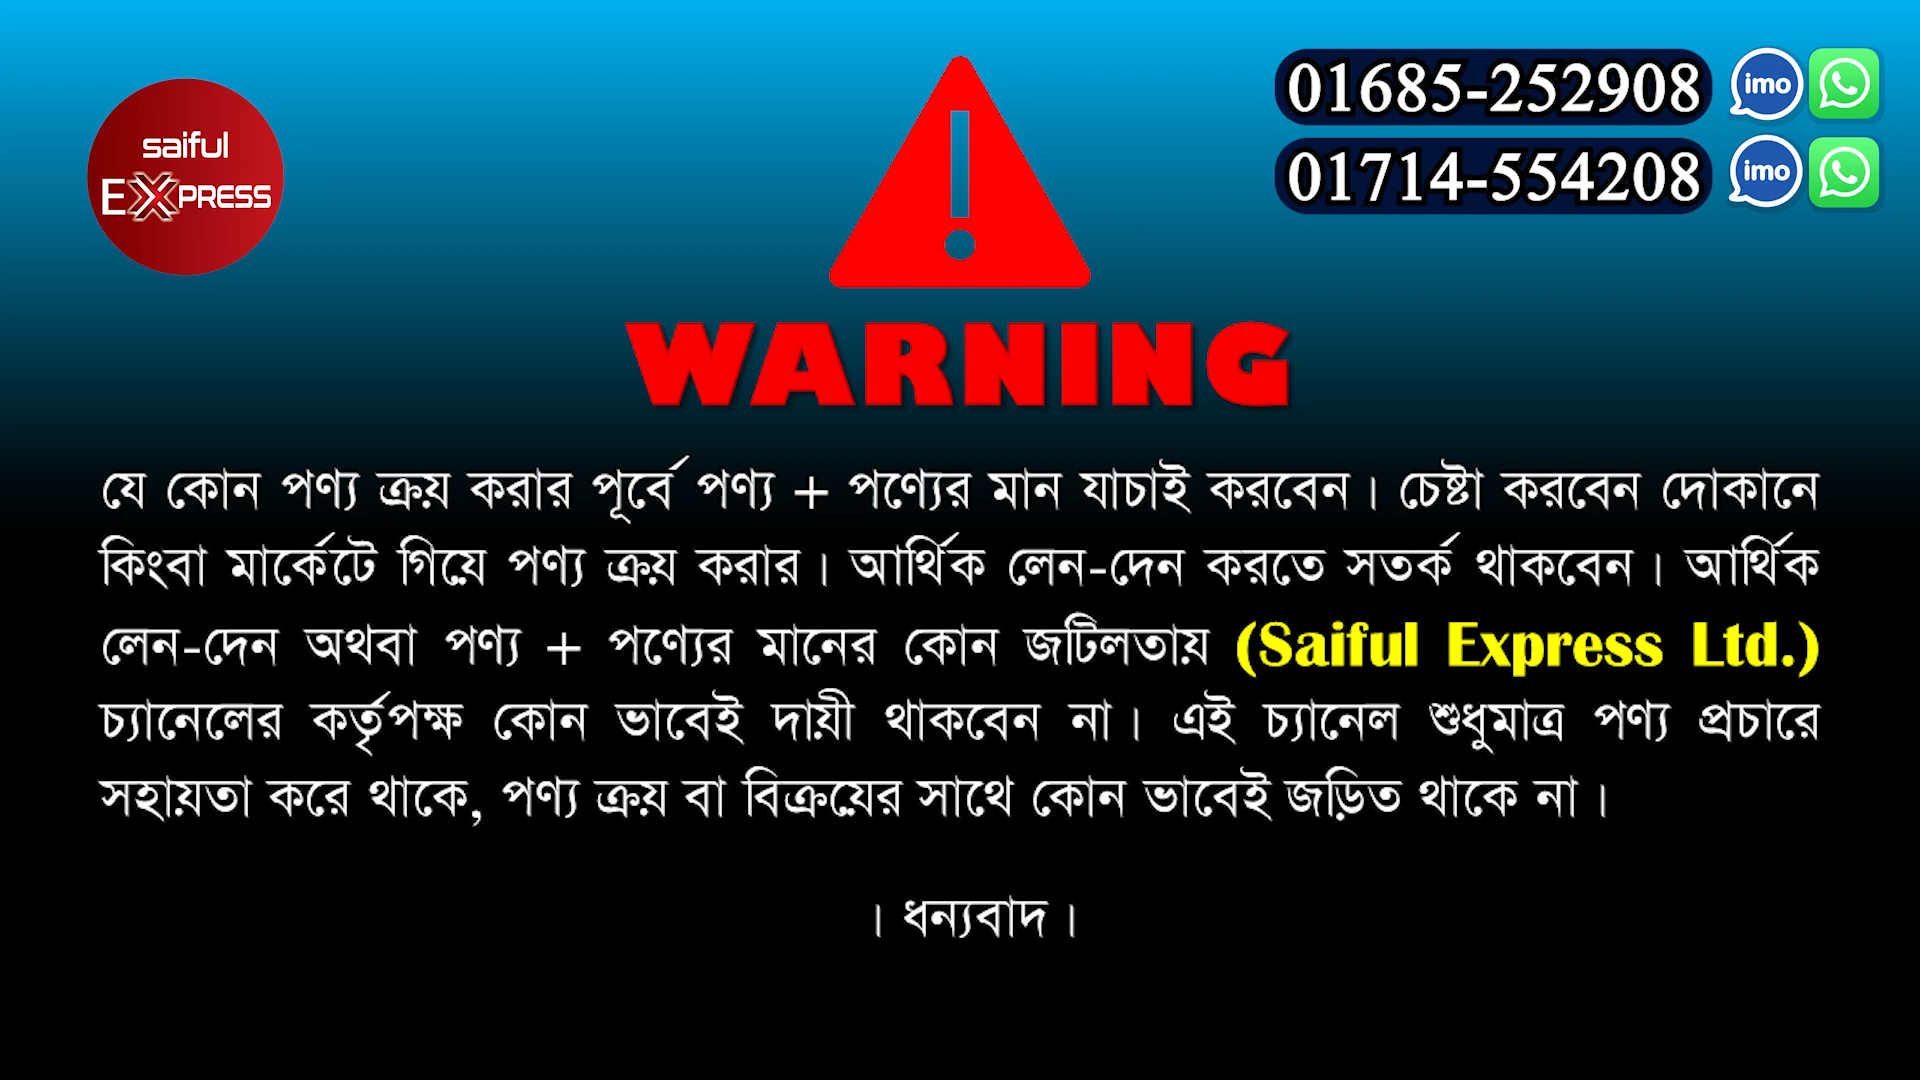 saiful
EXPRESS
01685-252908
imo
01714-554208
imo
WARNING
যে কোন পণ্য ক্রয় করার পূর্বে পণ্য + পণ্যের মান যাচাই করবেন। চেষ্টা করবেন দোকানে
কিংবা মার্কেটে গিয়ে পণ্য ক্রয় করার। আর্থিক লেন-দেন করতে সতর্ক থাকবেন। আর্থিক
লেন-দেন অথবা পণ্য + পণ্যের মানের কোন জটিলতায় (Saiful Express Ltd.)
চ্যানেলের কর্তৃপক্ষ কোন ভাবেই দায়ী থাকবেন না। এই চ্যানেল শুধুমাত্র পণ্য প্রচারে
সহায়তা করে থাকে, পণ্য ক্রয় বা বিক্রয়ের সাথে কোন ভাবেই জড়িত থাকে না।
। ধন্যবাদ।